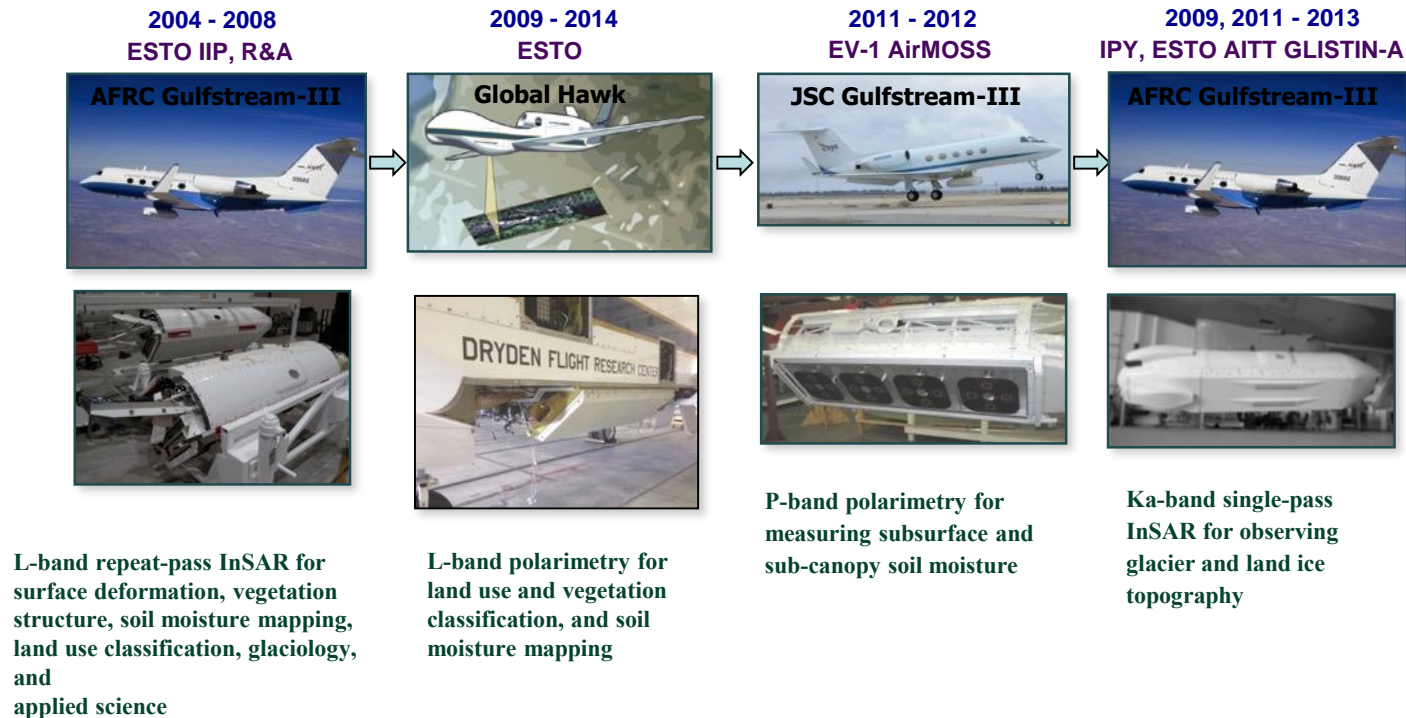 2004 - 2008
ESTO IIP, R&A
AFRC Gulfstream-III
2009 - 2014
ESTO
Global Hawk
2011 - 2012
EV-1 AirMOSS
JSC Gulfstream-III
2009, 2011 - 2013
IPY, ESTO AITT GLISTIN-A
AFRC Gulfstream-III
NASA
NASA
DRYDEN FLIGHT RESEARCH CENTER
L-band repeat-pass InSAR for
surface deformation, vegetation
structure, soil moisture mapping,
land use classification, glaciology,
and
applied science
L-band polarimetry for
land use and vegetation
classification, and soil
moisture mapping
P-band polarimetry for
measuring subsurface and
sub-canopy soil moisture
Ka-band single-pass
InSAR for observing
glacier and land ice
topography